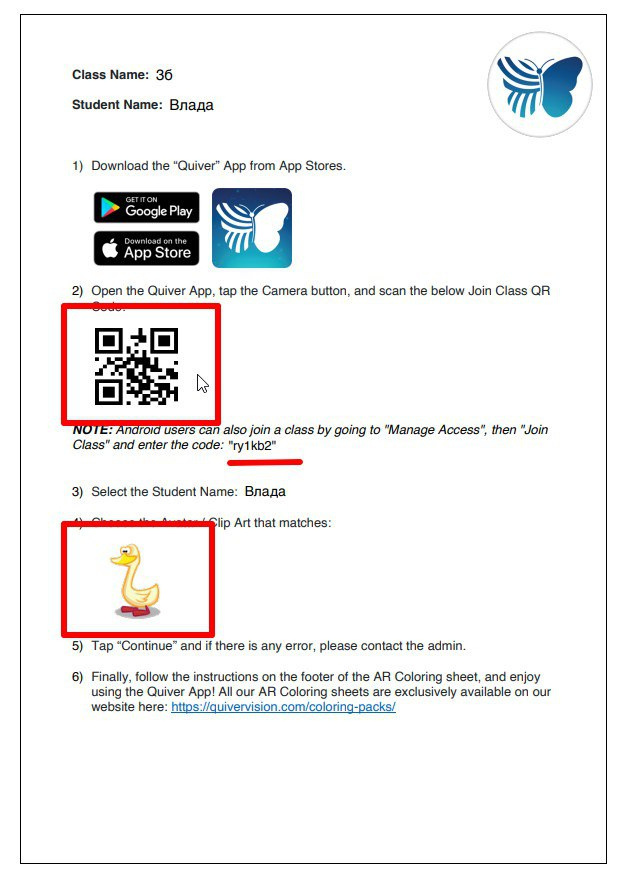 Class Name: 3б
Student Name: Влада
1) Download the “Quiver” App from App Stores.
GET IT ON
Google Play
Download on the
App Store
2) Open the Quiver App, tap the Camera button, and scan the below Join Class QR
Code.
NOTE: Android users can also join a class by going to "Manage Access", then "Join
Class" and enter the code: "ry1kb2"
3) Select the Student Name: Влада
4) Choose the Avatar / Clip Art that matches:
5) Tap “Continue” and if there is any error, please contact the admin.
6) Finally, follow the instructions on the footer of the AR Coloring sheet, and enjoy
using the Quiver App! All our AR Coloring sheets are exclusively available on our
website here: https://quivervision.com/coloring-packs/